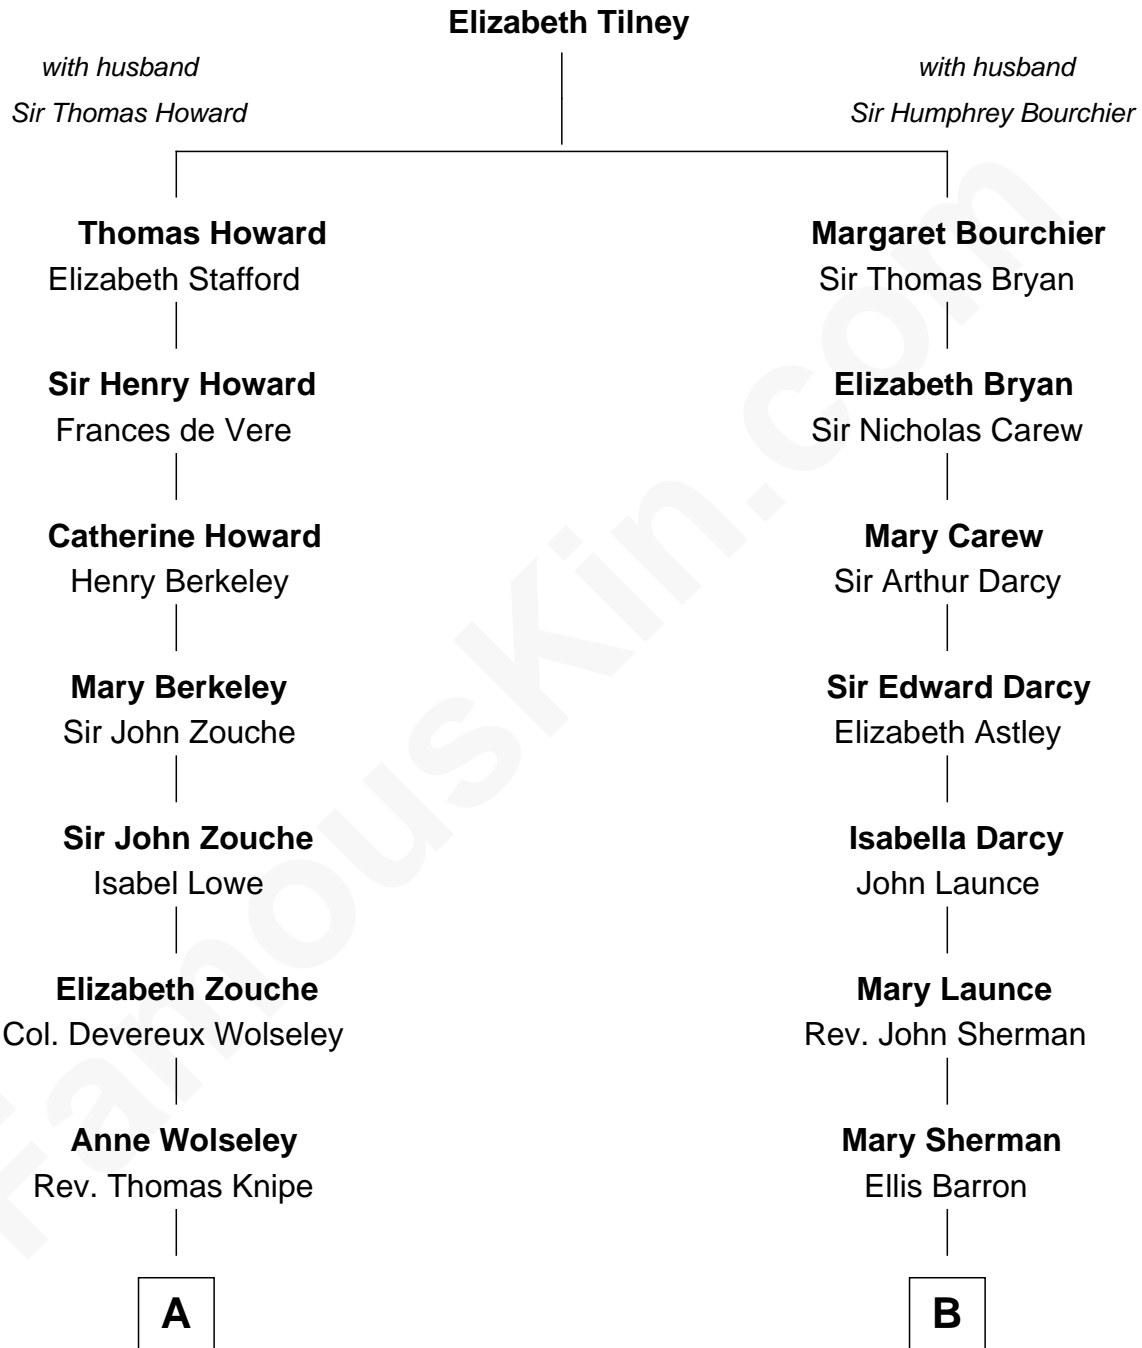 Elizabeth Tilney
with husband
Sir Thomas Howard
with husband
Sir Humphrey Bourchier
Thomas Howard
Elizabeth Stafford
Margaret Bourchier
Sir Thomas Bryan
Sir Henry Howard
Frances de Vere
Elizabeth Bryan
Sir Nicholas Carew
Catherine Howard
Henry Berkeley
Mary Carew
Sir Arthur Darcy
Mary Berkeley
Sir John Zouche
Sir Edward Darcy
Elizabeth Astley
Sir John Zouche
Isabel Lowe
Isabella Darcy
John Launce
Elizabeth Zouche
Col. Devereux Wolseley
Mary Launce
Rev. John Sherman
Anne Wolseley
Rev. Thomas Knipe
Mary Sherman
Ellis Barron
A
B
FamousKin.com